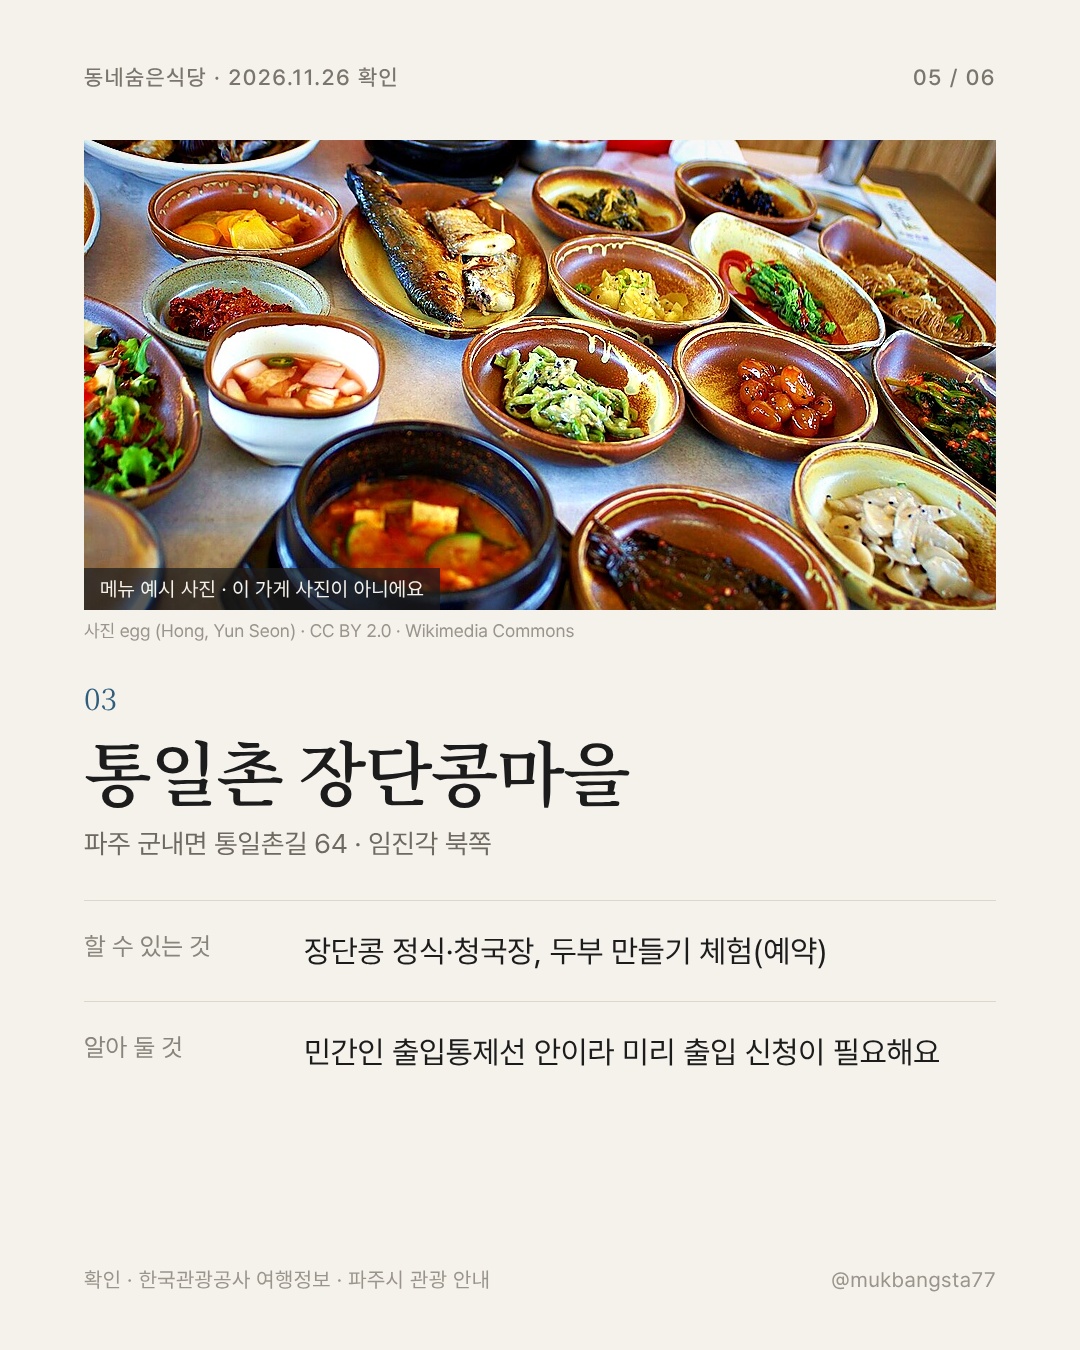 동네숨은식당 · 2026.11.26 확인
05 / 06
메뉴 예시 사진 · 이 가게 사진이 아니에요
사진 egg (Hong, Yun Seon) · CC BY 2.0 · Wikimedia Commons
03
통일촌 장단콩마을
파주 군내면 통일촌길 64 · 임진각 북쪽
할 수 있는 것
장단콩 정식·청국장, 두부 만들기 체험(예약)
알아 둘 것
민간인 출입통제선 안이라 미리 출입 신청이 필요해요
확인 · 한국관광공사 여행정보 · 파주시 관광 안내
@mukbangsta77